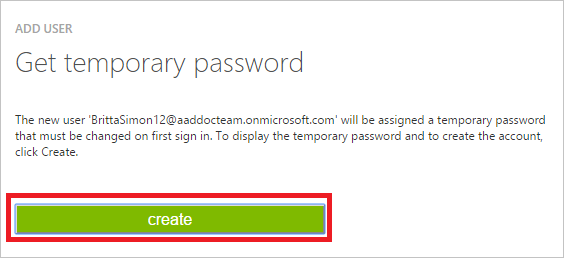 ADD USER
Get temporary password
The new user 'BrittaSimon12@aaddocteam.onmicrosoft.com' will be assigned a temporary password
that must be changed on first sign in. To display the temporary password and to create the account,
click Create.
create